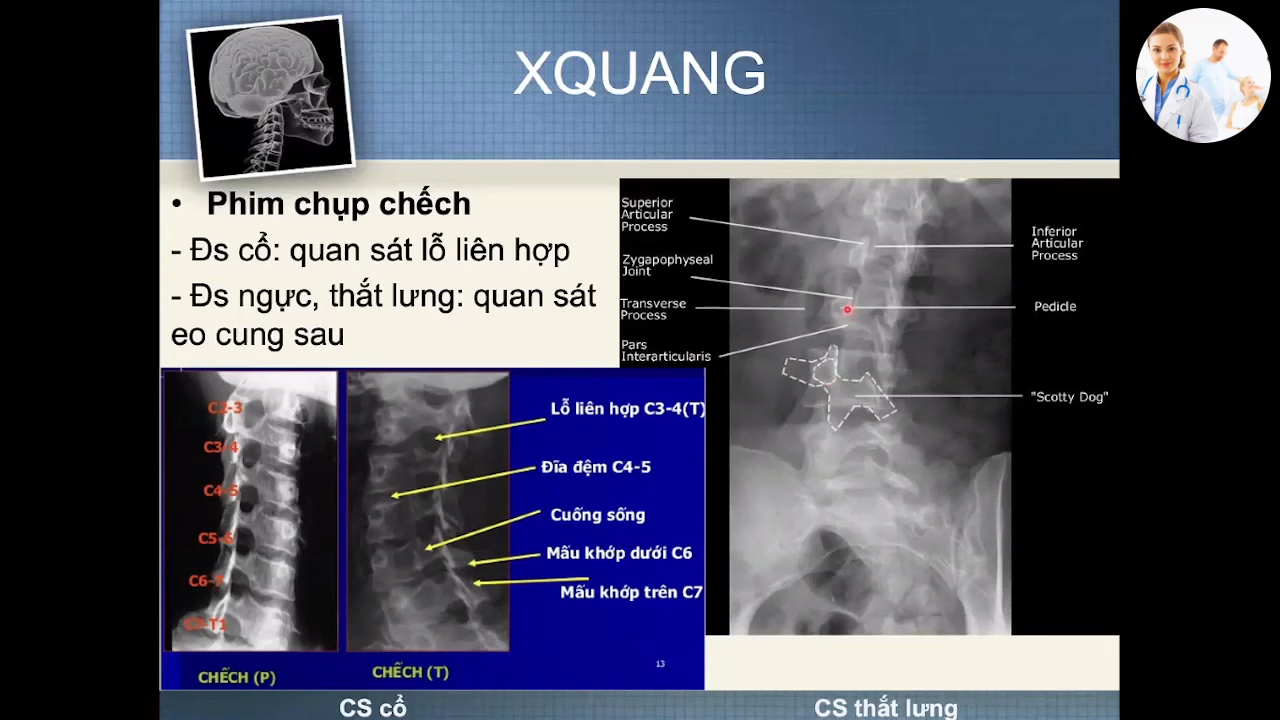 XQUANG
• Phim chụp chếch
- Đs cổ: quan sát lỗ liên hợp
- Đs ngực, thắt lưng: quan sát
eo cung sau
Superior
Articular
Process
Zygapophyseal
Joint
Transverse
Process
Pars
Interarticularis
Inferior
Articular
Process
Pedicle
"Scotty Dog"
C2-3
C3-4
C4-5
C5-6
C6-7
C7-T1
Lỗ liên hợp C3-4(T)
Đĩa đệm C4-5
Cuống sống
Mấu khớp dưới C6
Mấu khớp trên C7
CHẾCH (P)
CHẾCH (T)
13
CS cổ
CS thắt lưng